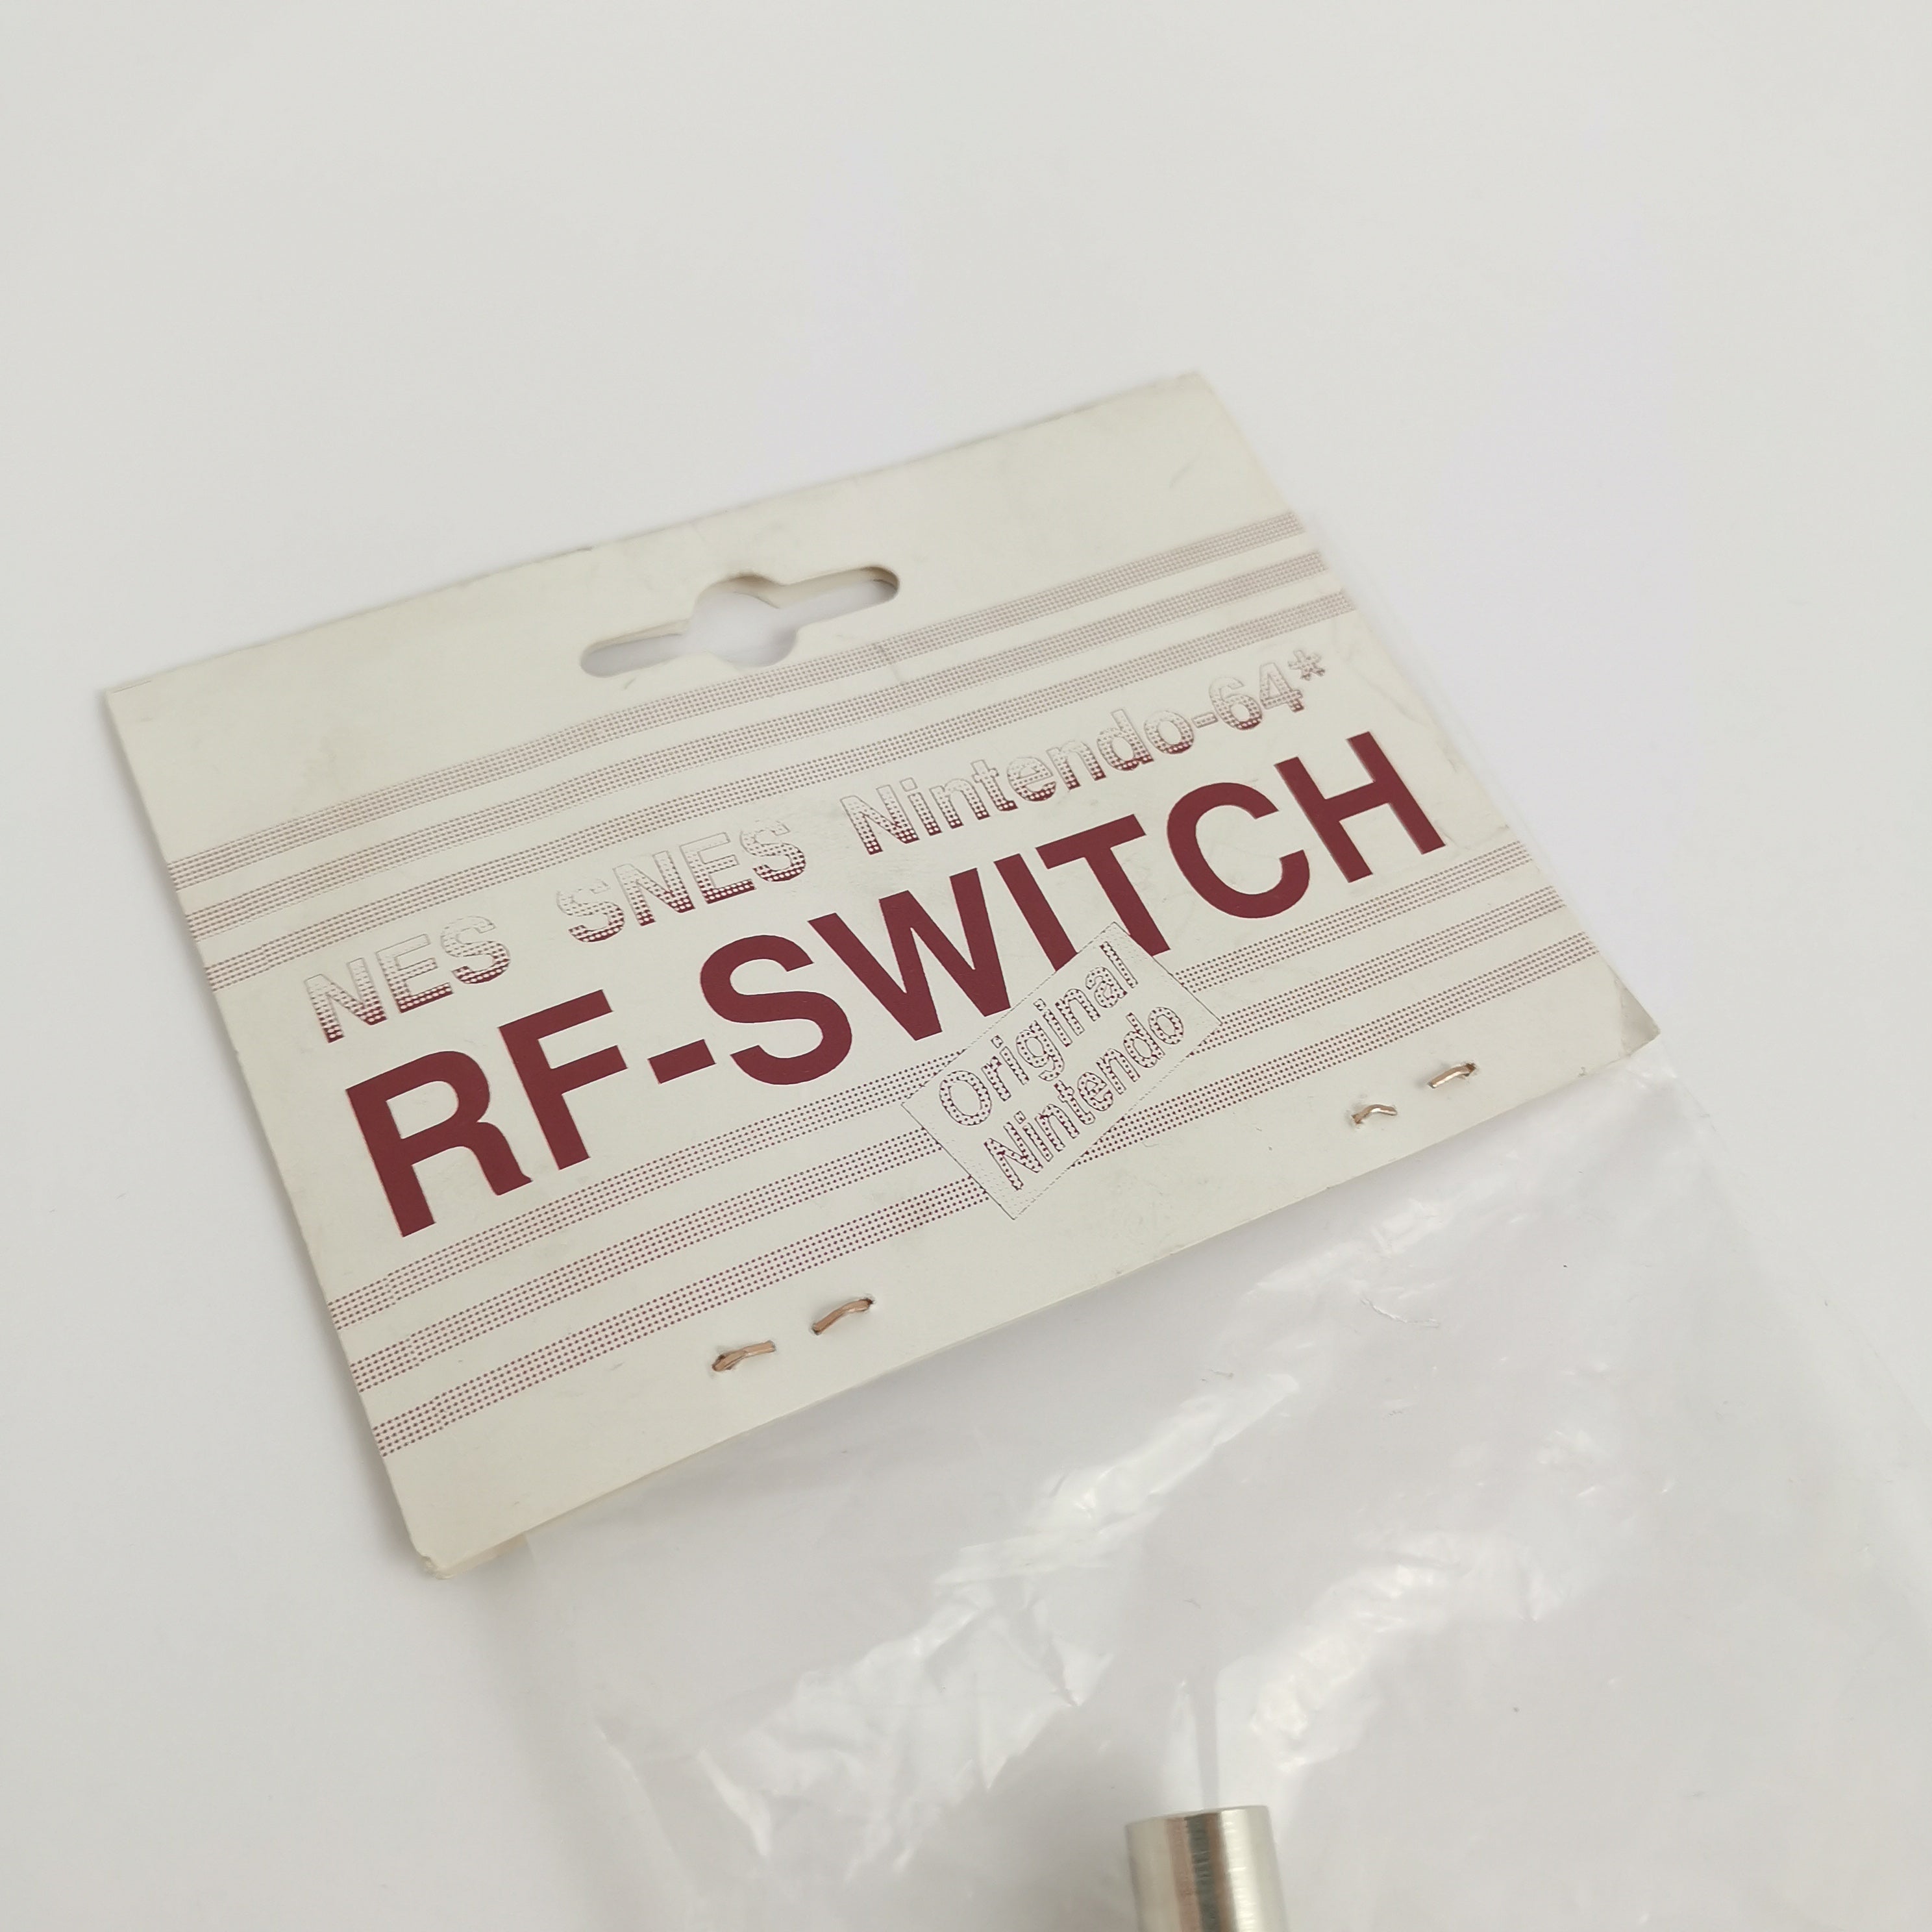 NES SNES Nintendo-64*
RF-SWITCH
Original
Nintendo